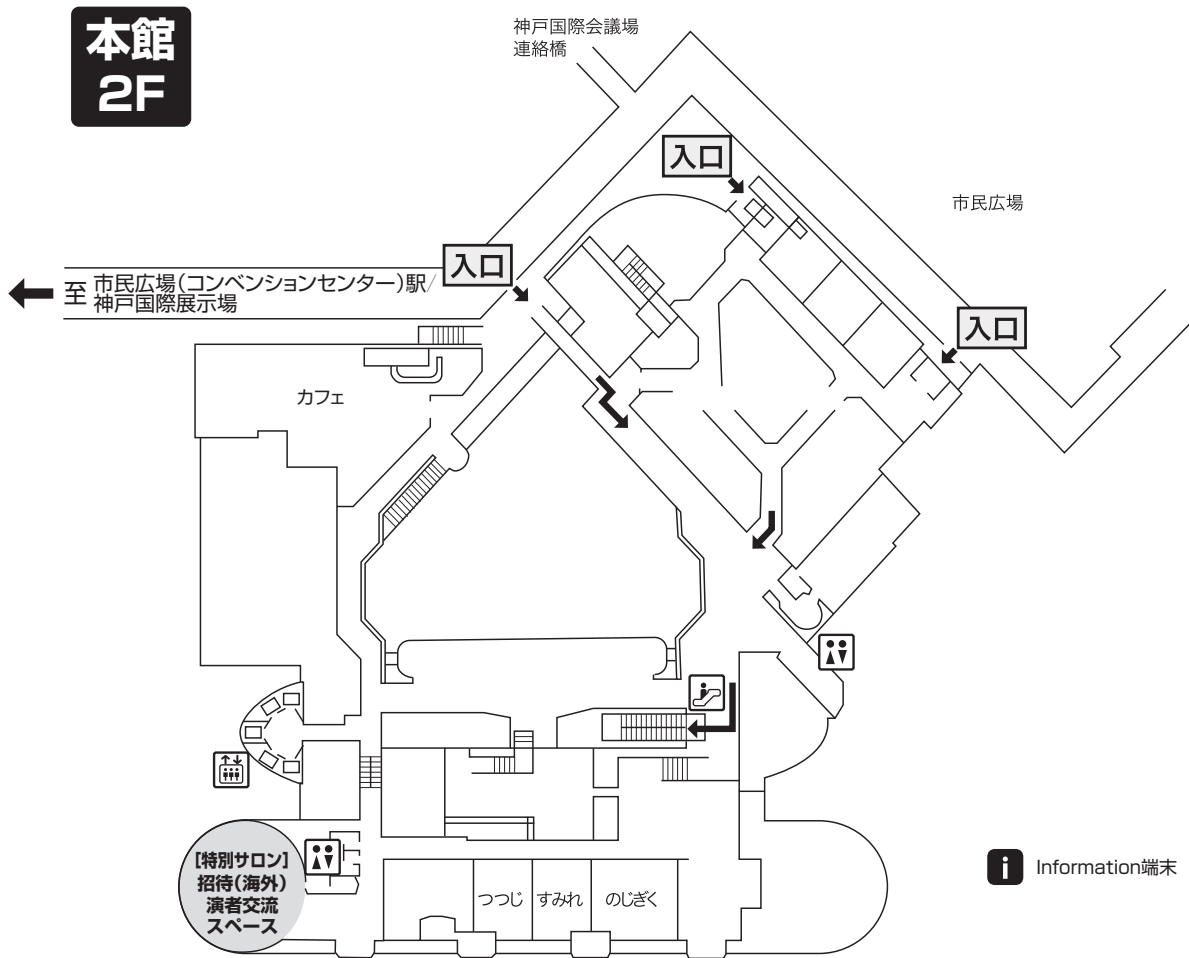 本館
2F
神戸国際会議場
連絡橋
入口
市民広場
入口
至 市民広場(コンベンションセンター)駅/
神戸国際展示場
入口
カフェ
[特別サロン]
招待(海外)
演者交流
スペース
つつじ
すみれ
のじぎく
i Information端末